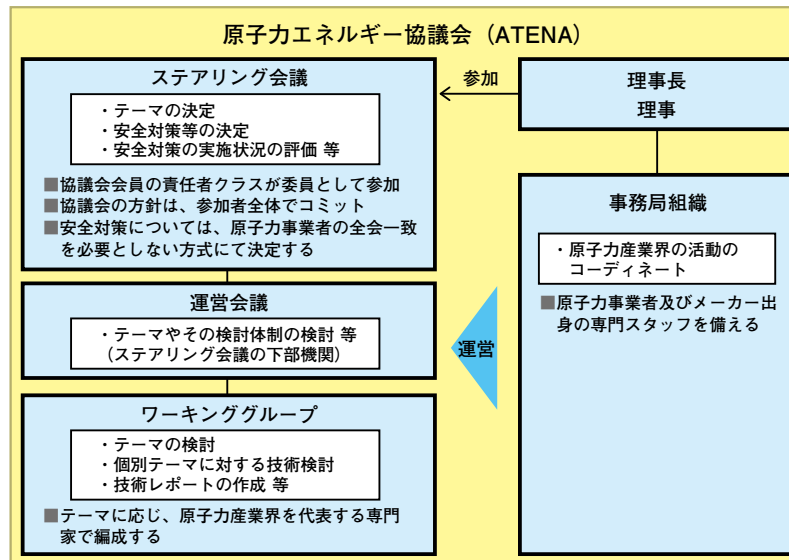 原子力エネルギー協議会（ATENA）
ステアリング会議
・テーマの決定
・安全対策等の決定
・安全対策の実施状況の評価 等
■協議会会員の責任者クラスが委員として参加
■協議会の方針は、参加者全体でコミット
■安全対策については、原子力事業者の全会一致
を必要としない方式にて決定する
運営会議
・テーマやその検討体制の検討 等
（ステアリング会議の下部機関）
ワーキンググループ
・テーマの検討
・個別テーマに対する技術検討
・技術レポートの作成 等
■テーマに応じ、原子力産業界を代表する専門
家で編成する
参加
理事長
理事
運営
事務局組織
・原子力産業界の活動の
コーディネート
■原子力事業者及びメーカー出
身の専門スタッフを備える